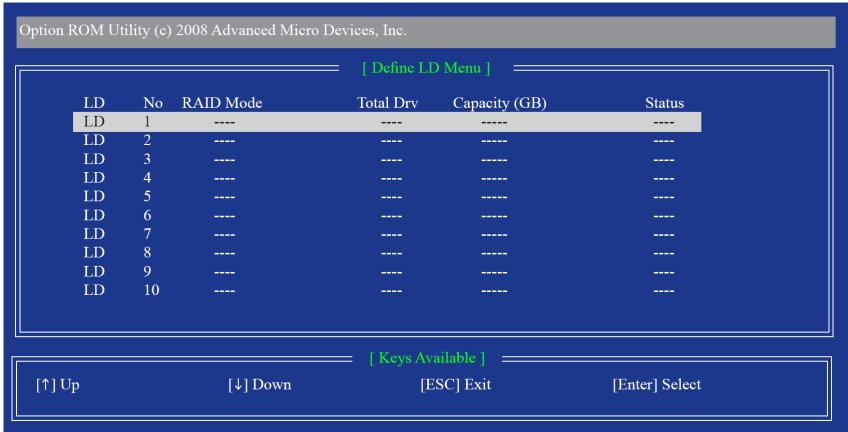 Option ROM Utility (c) 2008 Advanced Micro Devices, Inc.
[ Define LD Menu ]
LD No RAID Mode Total Drv Capacity (GB) Status
LD 1 ---- ---- ----- ----
LD 2 ---- ---- ----- ----
LD 3 ---- ---- ----- ----
LD 4 ---- ---- ----- ----
LD 5 ---- ---- ----- ----
LD 6 ---- ---- ----- ----
LD 7 ---- ---- ----- ----
LD 8 ---- ---- ----- ----
LD 9 ---- ---- ----- ----
LD 10 ---- ---- ----- ----
[ Keys Available ]
[↑] Up [↓] Down [ESC] Exit [Enter] Select